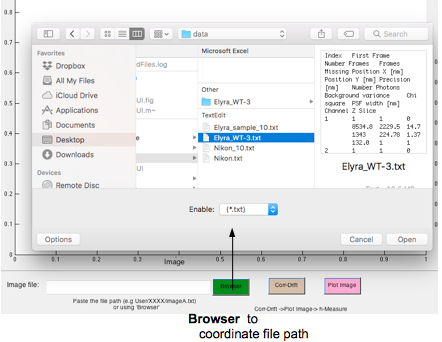 data
Search
Favorites
Dropbox
All My Files
iCloud Drive
Applications
Documents
Desktop
Downloads
Devices
Remote Disc
Microsoft Excel
dFiles.log
UI.fig
UI.m~
UI
Other
Elyra_WT-3
TextEdit
Elyra_sample_10.txt
Elyra_WT-3.txt
Nikon_10.txt
Nikon.txt
Index First Frame
Number Frames Frames
Missing Position X [nm]
Position Y [nm] Precision
[nm] Number Photons
Background variance Chi
square PSF width [nm]
Channel Z Slice
1 1 1 0
8534.8 2229.5 14.7
1343 224.78 1.37
132.0 1 1
2 1 1 0
Elyra_WT-3.txt
Enable: (*.txt)
Options
Cancel
Open
0.8
0.7
0.6
0.5
0.4
0.3
0.2
0.1
0
0 0.1 0.2 0.3 0.4 0.5 0.6 0.7 0.8 0.9 1
Image
Image file:
Browser
Corr-Drift
Plot Image
Paste the file path (e.g User/XXXX/ImageA.txt)
or using 'Browser'
Corr-Drift ->Plot Image-> h-Measure
Browser to
coordinate file path